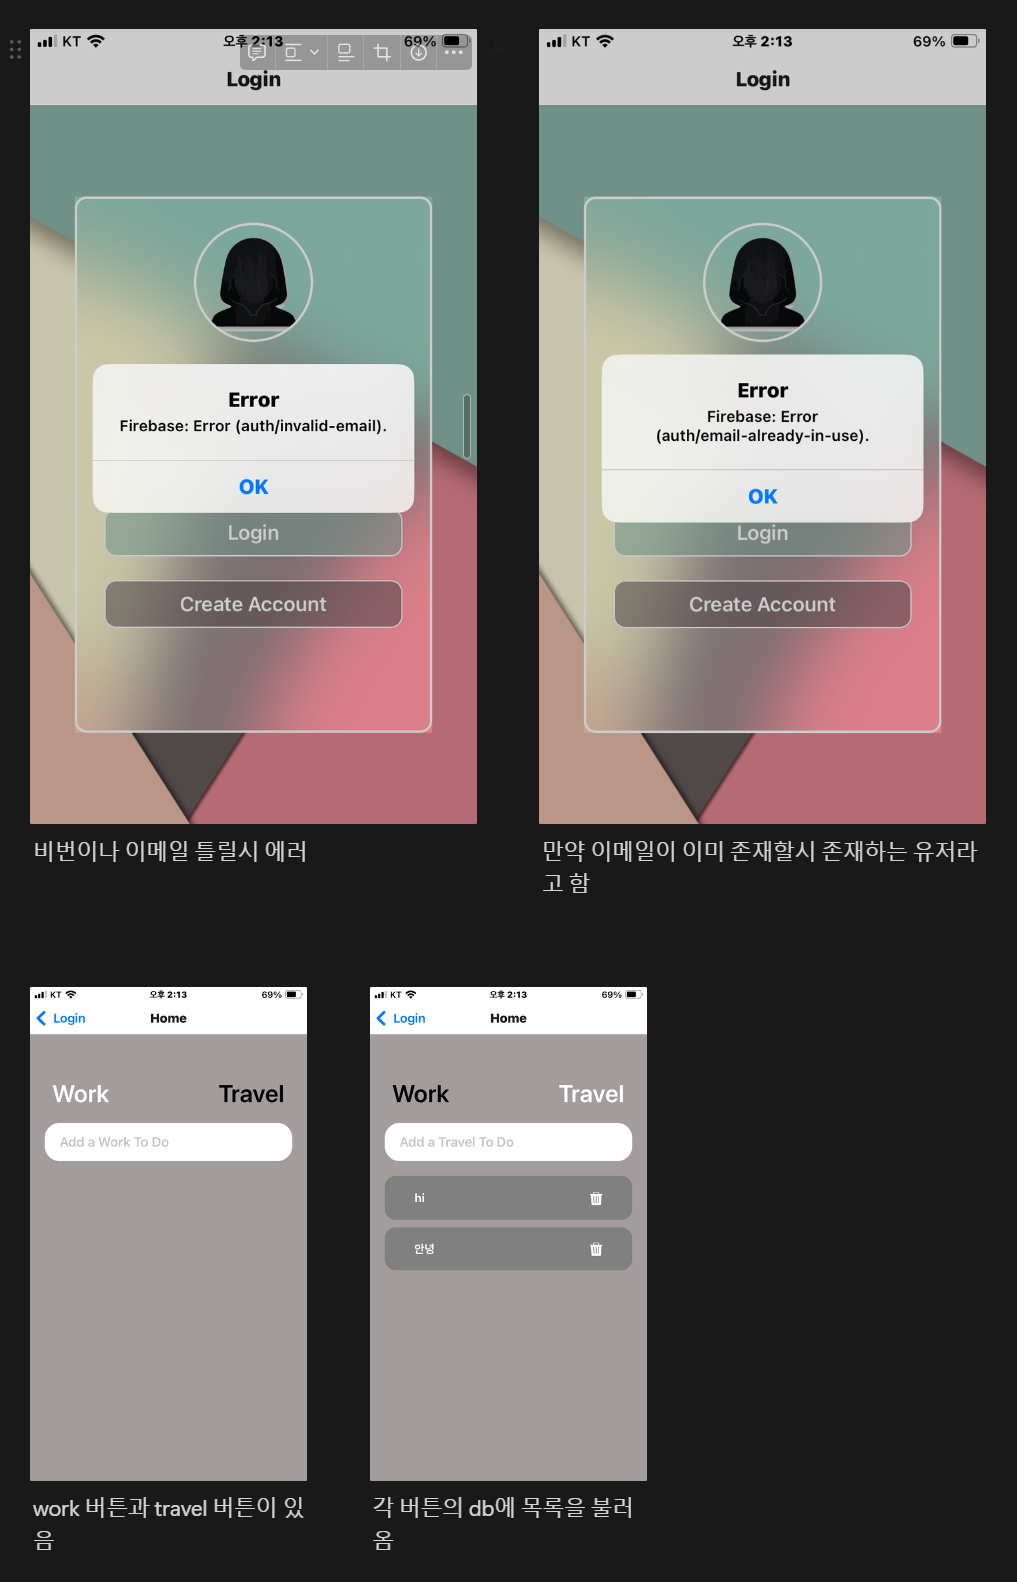 KT 오후 2:13 69%
Login
Error
Firebase: Error (auth/invalid-email).
OK
Login
Create Account
비번이나 이메일 틀릴시 에러
KT 오후 2:13 69%
Login
Error
Firebase: Error
(auth/email-already-in-use).
OK
Login
Create Account
만약 이메일이 이미 존재할시 존재하는 유저라
고 함
KT 오후 2:13 69%
Login Home
Work Travel
Add a Work To Do
work 버튼과 travel 버튼이 있
음
KT 오후 2:13 69%
Login Home
Work Travel
Add a Travel To Do
hi
안녕
각 버튼의 db에 목록을 불러
옴